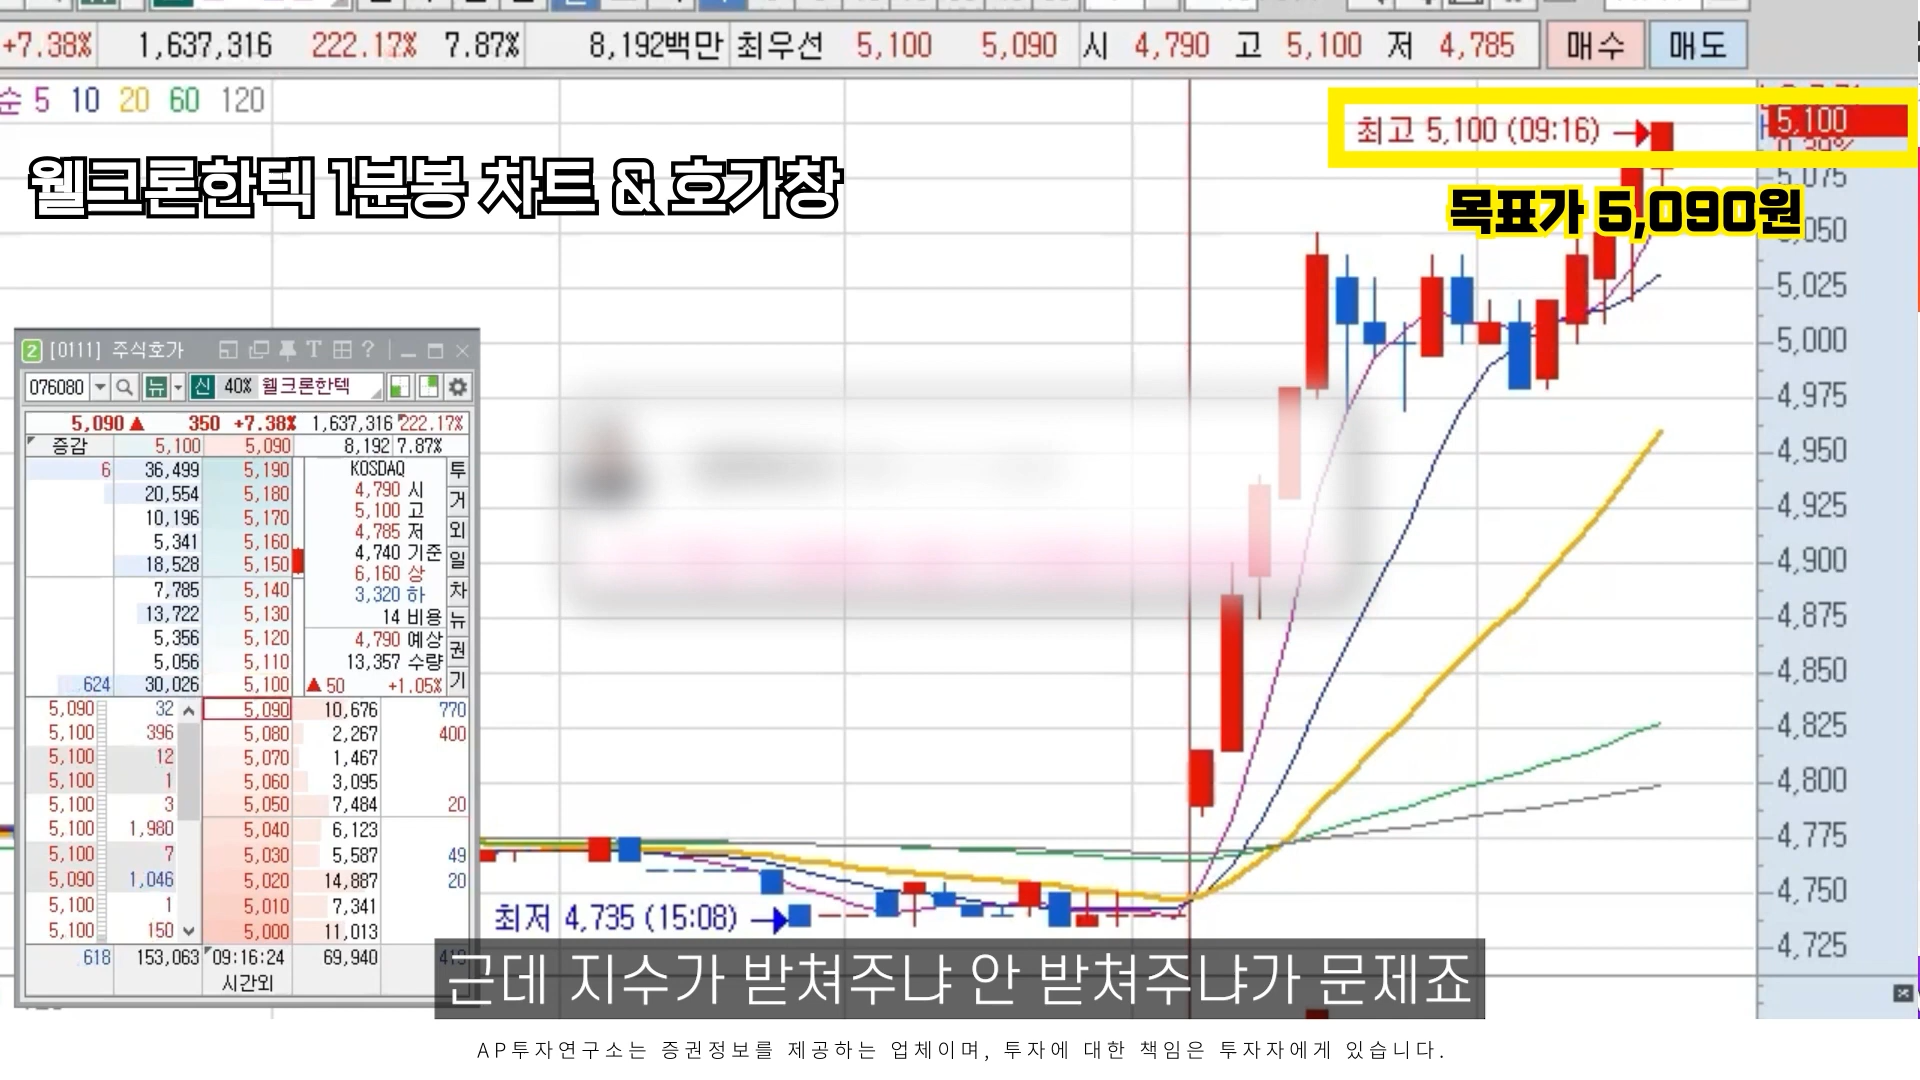 +7.38% 1,637,316 222.17% 7.87% 8,192백만 최우선 5,100 5,090 시 4,790 고 5,100 저 4,785 매수 매도
순 5 10 20 60 120
최고 5,100 (09:16)
5,100
웰크론한텍 1분봉 차트 & 호가창
목표가 5,090원
5,075
5,050
5,025
5,000
4,975
4,950
4,925
4,900
4,875
4,850
4,825
4,800
4,775
4,750
4,725
2 [0111] 주식호가
076080 뉴 신 40% 웰크론한텍
5,090 ▲ 350 +7.38% 1,637,316 222.17%
증감 5,100 5,090 8,192 7.87%
6 36,499 5,190 KOSDAQ 투
20,554 5,180 4,790 시 거
10,196 5,170 5,100 고
5,341 5,160 4,785 저 외
18,528 5,150 4,740 기준 일
7,785 5,140 6,160 상 차
13,722 5,130 3,320 하 뉴
5,356 5,120 14 비용 권
5,056 5,110 4,790 예상
13,357 수량
624 30,026 5,100 ▲ 50 +1.05% 기
5,090 32 5,090 10,676 770
5,100 396 5,080 2,267 400
5,100 12 5,070 1,467
5,100 1 5,060 3,095
5,100 3 5,050 7,484 20
5,100 1,980 5,040 6,123
5,100 7 5,030 5,587 49
5,090 1,046 5,020 14,887 20
5,100 1 5,010 7,341
5,100 150 5,000 11,013
618 153,063 09:16:24 69,940
시간외
최저 4,735 (15:08)
근데 지수가 받쳐주냐 안 받쳐주냐가 문제죠
AP투자연구소는 증권정보를 제공하는 업체이며, 투자에 대한 책임은 투자자에게 있습니다.